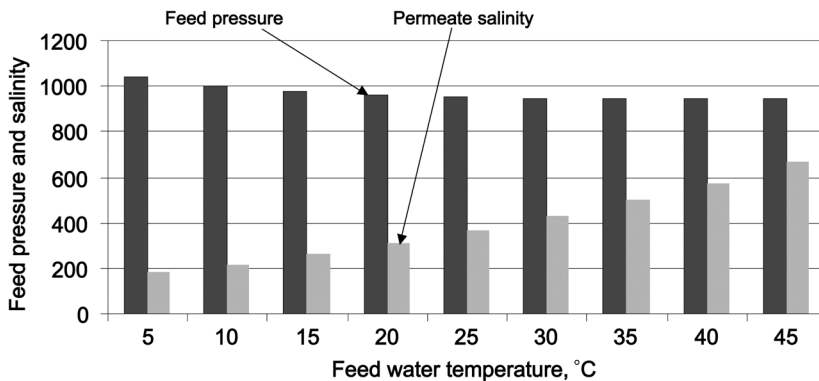 Feed pressure
Permeate salinity
1200
1000
800
600
400
200
0
Feed pressure and salinity
5 10 15 20 25 30 35 40 45
Feed water temperature, °C